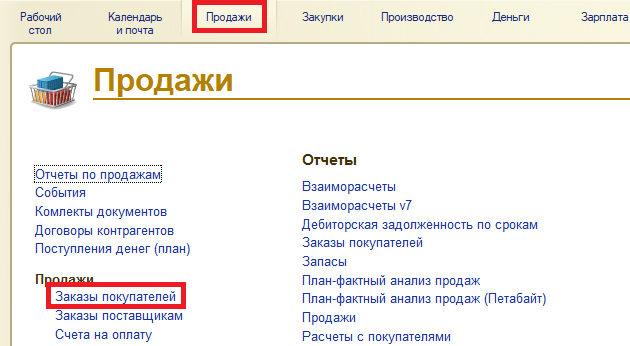 Рабочий стол
Календарь и почта
Продажи
Закупки
Производство
Деньги
Зарплата
Продажи
Отчеты по продажам
События
Комлекты документов
Договоры контрагентов
Поступления денег (план)
Продажи
Заказы покупателей
Заказы поставщикам
Счета на оплату
Отчеты
Взаиморасчеты
Взаиморасчеты v7
Дебиторская задолженность по срокам
Заказы покупателей
Запасы
План-фактный анализ продаж
План-фактный анализ продаж (Петабайт)
Продажи
Расчеты с покупателями